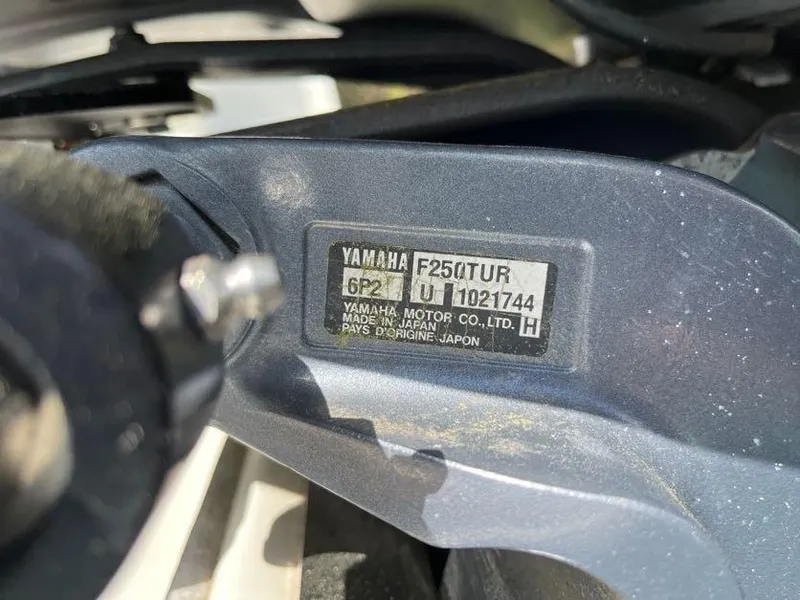 YAMAHA F250TUR
6P2 U 1021744
YAMAHA MOTOR CO.,LTD. H
MADE IN JAPAN
PAYS D'ORIGINE JAPON